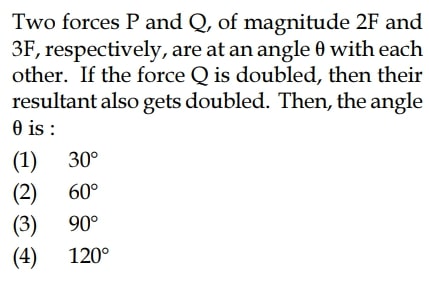 Two forces P and Q, of magnitude 2F and
3F, respectively, are at an angle θ with each
other. If the force Q is doubled, then their
resultant also gets doubled. Then, the angle
θ is :
(1) 30°
(2) 60°
(3) 90°
(4) 120°